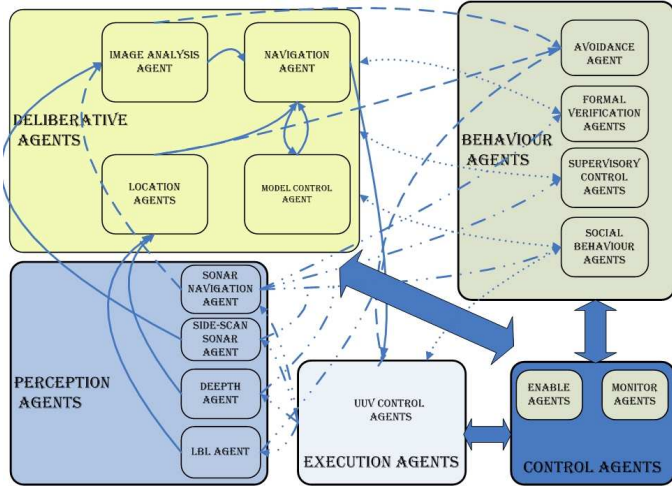 IMAGE ANALYSIS
AGENT
NAVIGATION
AGENT
DELIBERATIVE
AGENTS
LOCATION
AGENTS
MODEL CONTROL
AGENT
AVOIDANCE
AGENT
FORMAL
VERIFICATION
AGENTS
BEHAVIOUR
AGENTS
SUPERVISORY
CONTROL
AGENTS
SOCIAL
BEHAVIOUR
AGENTS
SONAR
NAVIGATION
AGENT
SIDE-SCAN
SONAR AGENT
PERCEPTION
AGENTS
DEEPTH
AGENT
LBL AGENT
UUV CONTROL
AGENTS
EXECUTION AGENTS
ENABLE
AGENTS
MONITOR
AGENTS
CONTROL AGENTS